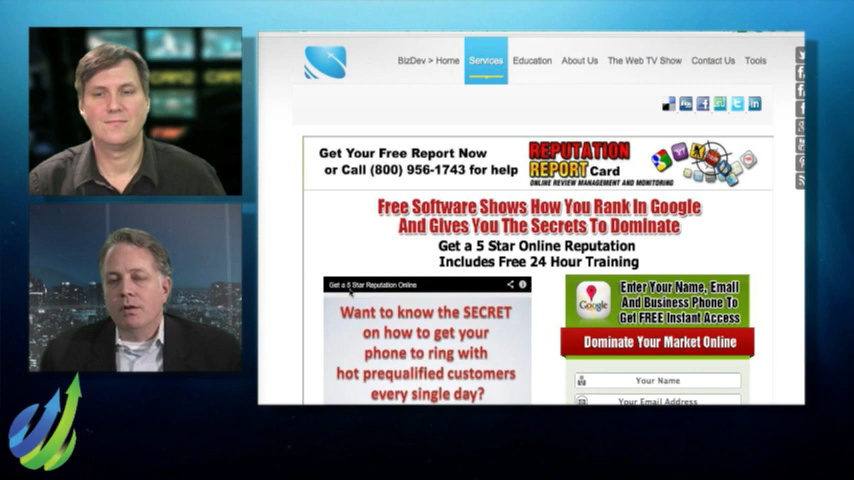 BizDev > Home Services Education About Us The Web TV Show Contact Us Tools
Get Your Free Report Now
or Call (800) 956-1743 for help
REPUTATION
REPORT Card
ONLINE REVIEW MANAGEMENT AND MONITORING
Free Software Shows How You Rank In Google
And Gives You The Secrets To Dominate
Get a 5 Star Online Reputation
Includes Free 24 Hour Training
Get a 5 Star Reputation Online
Want to know the SECRET
on how to get your
phone to ring with
hot prequalified customers
every single day?
Google
Enter Your Name, Email
And Business Phone To
Get FREE Instant Access
Dominate Your Market Online
Your Name
Your Email Address